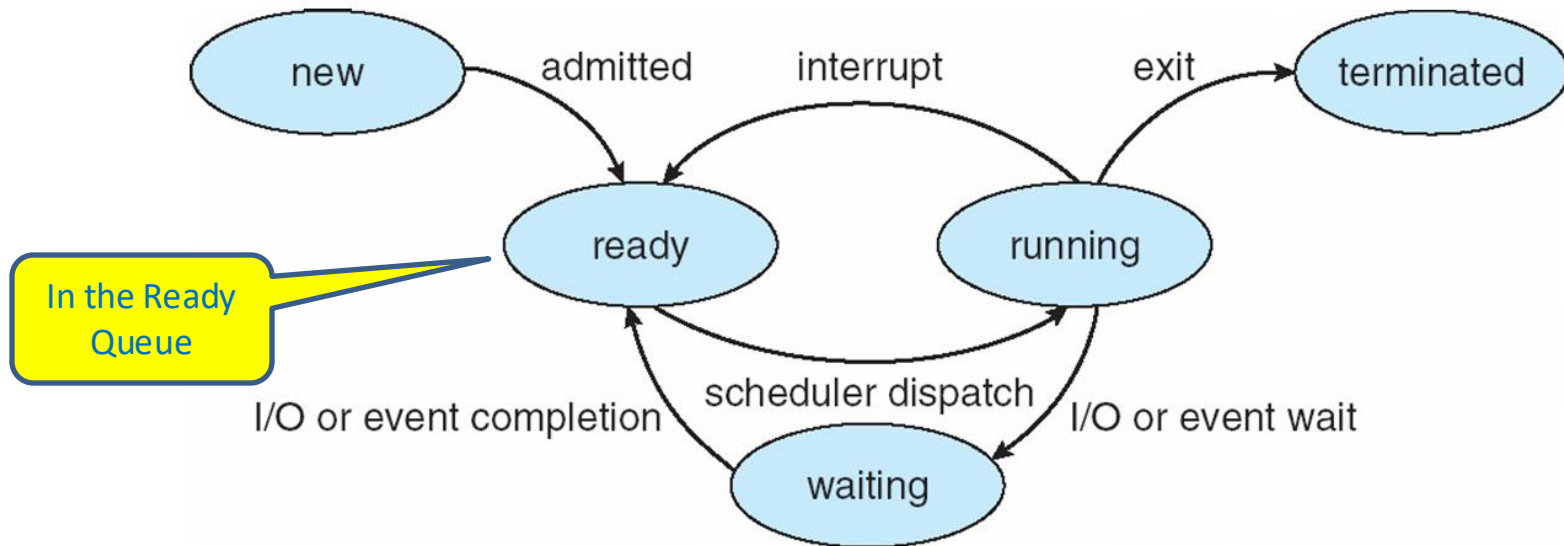 new
admitted
interrupt
exit
terminated
ready
running
In the Ready
Queue
scheduler dispatch
I/O or event completion
I/O or event wait
waiting